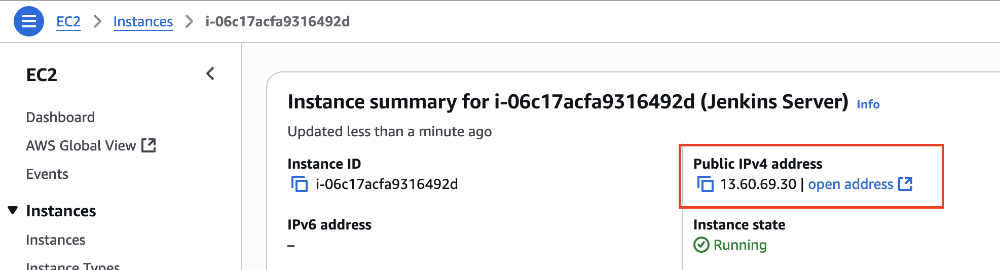 EC2 > Instances > i-06c17acfa9316492d
EC2
Dashboard
AWS Global View
Events
Instances
Instances
Instance Types
Instance summary for i-06c17acfa9316492d (Jenkins Server) Info
Updated less than a minute ago
Instance ID
i-06c17acfa9316492d
Public IPv4 address
13.60.69.30 | open address
IPv6 address
–
Instance state
Running